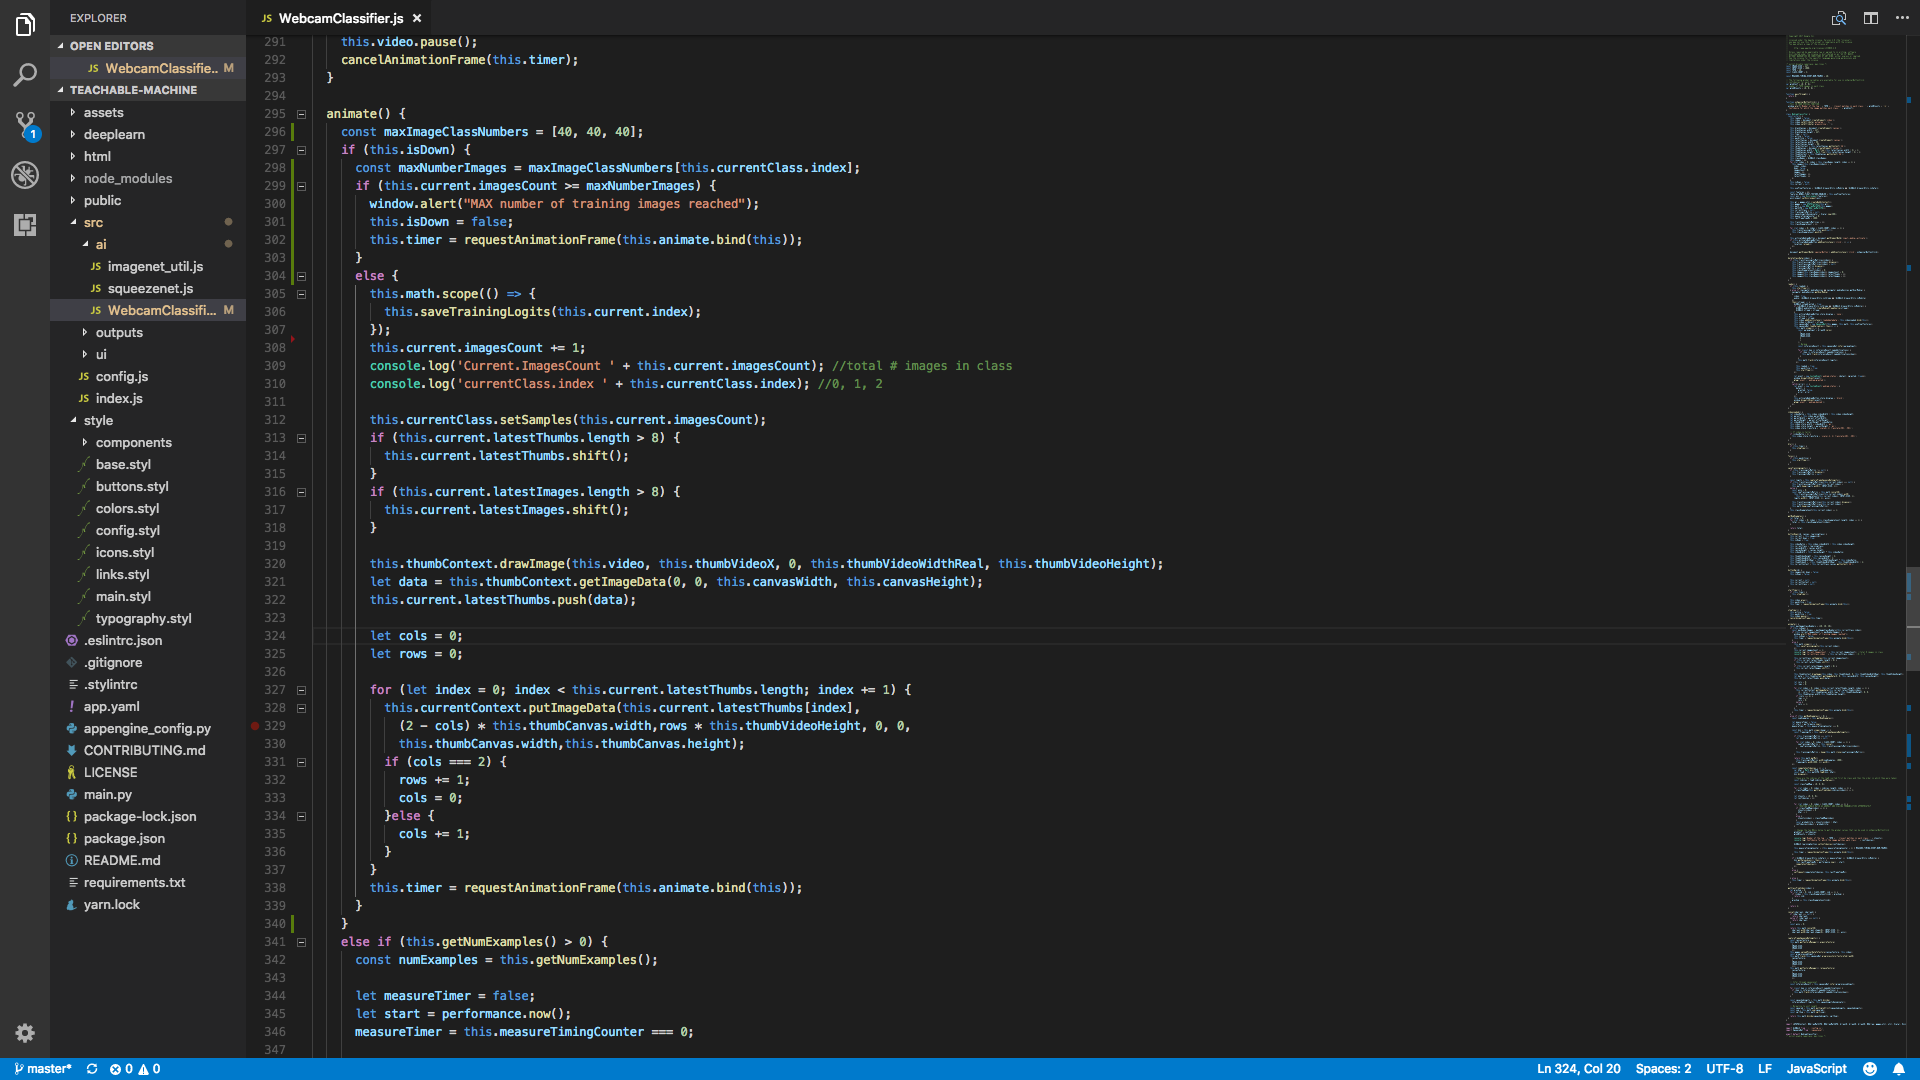 EXPLORER
OPEN EDITORS
JS WebcamClassifie.. M
TEACHABLE-MACHINE
assets
deeplearn
html
node_modules
public
src
ai
JS imagenet_util.js
JS squeezenet.js
JS WebcamClassifi... M
outputs
ui
JS config.js
JS index.js
style
components
base.styl
buttons.styl
colors.styl
config.styl
icons.styl
links.styl
main.styl
typography.styl
.eslintrc.json
.gitignore
.stylintrc
! app.yaml
appengine_config.py
CONTRIBUTING.md
LICENSE
main.py
{} package-lock.json
{} package.json
README.md
requirements.txt
yarn.lock
1
JS WebcamClassifier.js ×
291 this.video.pause();
292 cancelAnimationFrame(this.timer);
293 }
294
295 animate() {
296 const maxImageClassNumbers = [40, 40, 40];
297 if (this.isDown) {
298 const maxNumberImages = maxImageClassNumbers[this.currentClass.index];
299 if (this.current.imagesCount >= maxNumberImages) {
300 window.alert("MAX number of training images reached");
301 this.isDown = false;
302 this.timer = requestAnimationFrame(this.animate.bind(this));
303 }
304 else {
305 this.math.scope(() => {
306 this.saveTrainingLogits(this.current.index);
307 });
308 this.current.imagesCount += 1;
309 console.log('Current.ImagesCount ' + this.current.imagesCount); //total # images in class
310 console.log('currentClass.index ' + this.currentClass.index); //0, 1, 2
311
312 this.currentClass.setSamples(this.current.imagesCount);
313 if (this.current.latestThumbs.length > 8) {
314 this.current.latestThumbs.shift();
315 }
316 if (this.current.latestImages.length > 8) {
317 this.current.latestImages.shift();
318 }
319
320 this.thumbContext.drawImage(this.video, this.thumbVideoX, 0, this.thumbVideoWidthReal, this.thumbVideoHeight);
321 let data = this.thumbContext.getImageData(0, 0, this.canvasWidth, this.canvasHeight);
322 this.current.latestThumbs.push(data);
323
324 let cols = 0;
325 let rows = 0;
326
327 for (let index = 0; index < this.current.latestThumbs.length; index += 1) {
328 this.currentContext.putImageData(this.current.latestThumbs[index],
329 (2 - cols) * this.thumbCanvas.width,rows * this.thumbVideoHeight, 0, 0,
330 this.thumbCanvas.width,this.thumbCanvas.height);
331 if (cols === 2) {
332 rows += 1;
333 cols = 0;
334 }else {
335 cols += 1;
336 }
337 }
338 this.timer = requestAnimationFrame(this.animate.bind(this));
339 }
340 }
341 else if (this.getNumExamples() > 0) {
342 const numExamples = this.getNumExamples();
343
344 let measureTimer = false;
345 let start = performance.now();
346 measureTimer = this.measureTimingCounter === 0;
347
master* 0 0 Ln 324, Col 20 Spaces: 2 UTF-8 LF JavaScript